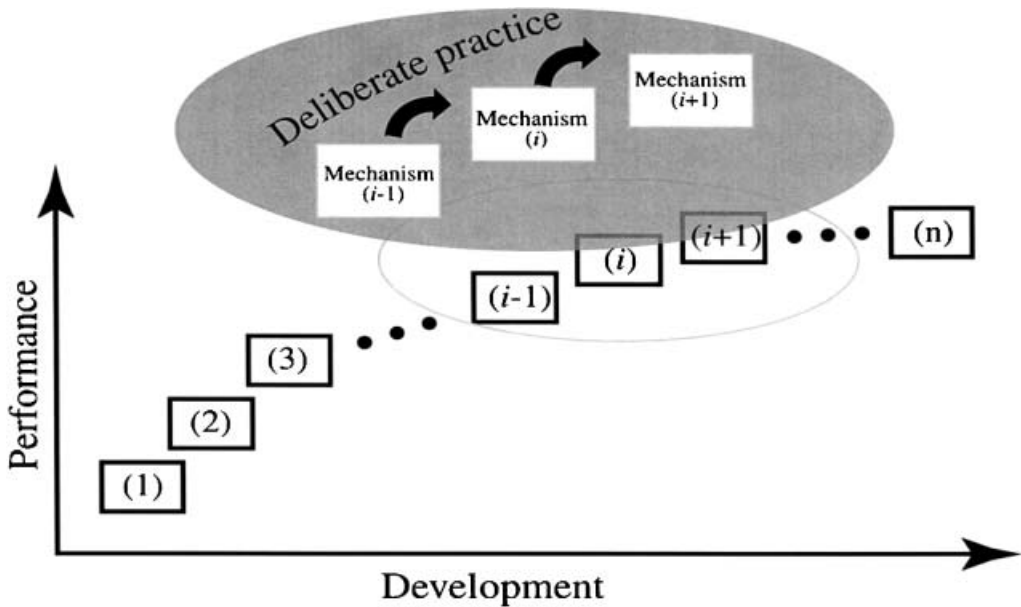 Deliberate practice
Mechanism
(i+1)
Mechanism
(i)
Mechanism
(i-1)
(n)
(i+1)
(i)
(i-1)
(3)
(2)
(1)
Performance
Development